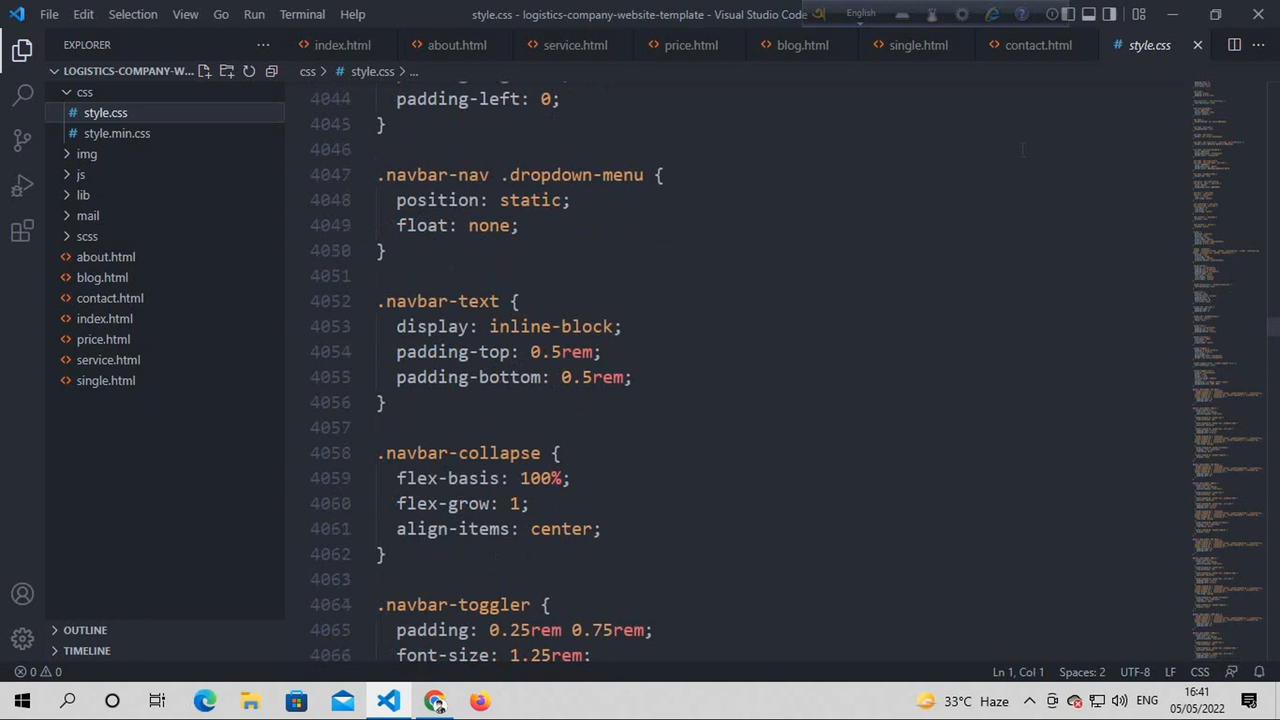 File Edit Selection View Go Run Terminal Help
style.css - logistics-company-website-template - Visual Studio Code
English
EXPLORER
index.html about.html service.html price.html blog.html single.html contact.html style.css
LOGISTICS-COMPANY-W...
css > # style.css > ...
css
# style.css
# style.min.css
img
js
lib
mail
scss
about.html
blog.html
contact.html
index.html
price.html
service.html
single.html
OUTLINE
TIMELINE
4044 padding-left: 0;
4045 }
4046
4047 .navbar-nav .dropdown-menu {
4048 position: static;
4049 float: none;
4050 }
4051
4052 .navbar-text {
4053 display: inline-block;
4054 padding-top: 0.5rem;
4055 padding-bottom: 0.5rem;
4056 }
4057
4058 .navbar-collapse {
4059 flex-basis: 100%;
4060 flex-grow: 1;
4061 align-items: center;
4062 }
4063
4064 .navbar-toggler {
4065 padding: 0.25rem 0.75rem;
4066 font-size: 1.25rem;
0 0 Ln 1, Col 1 Spaces: 2 UTF-8 LF CSS
33°C Haze ENG 16:41
05/05/2022